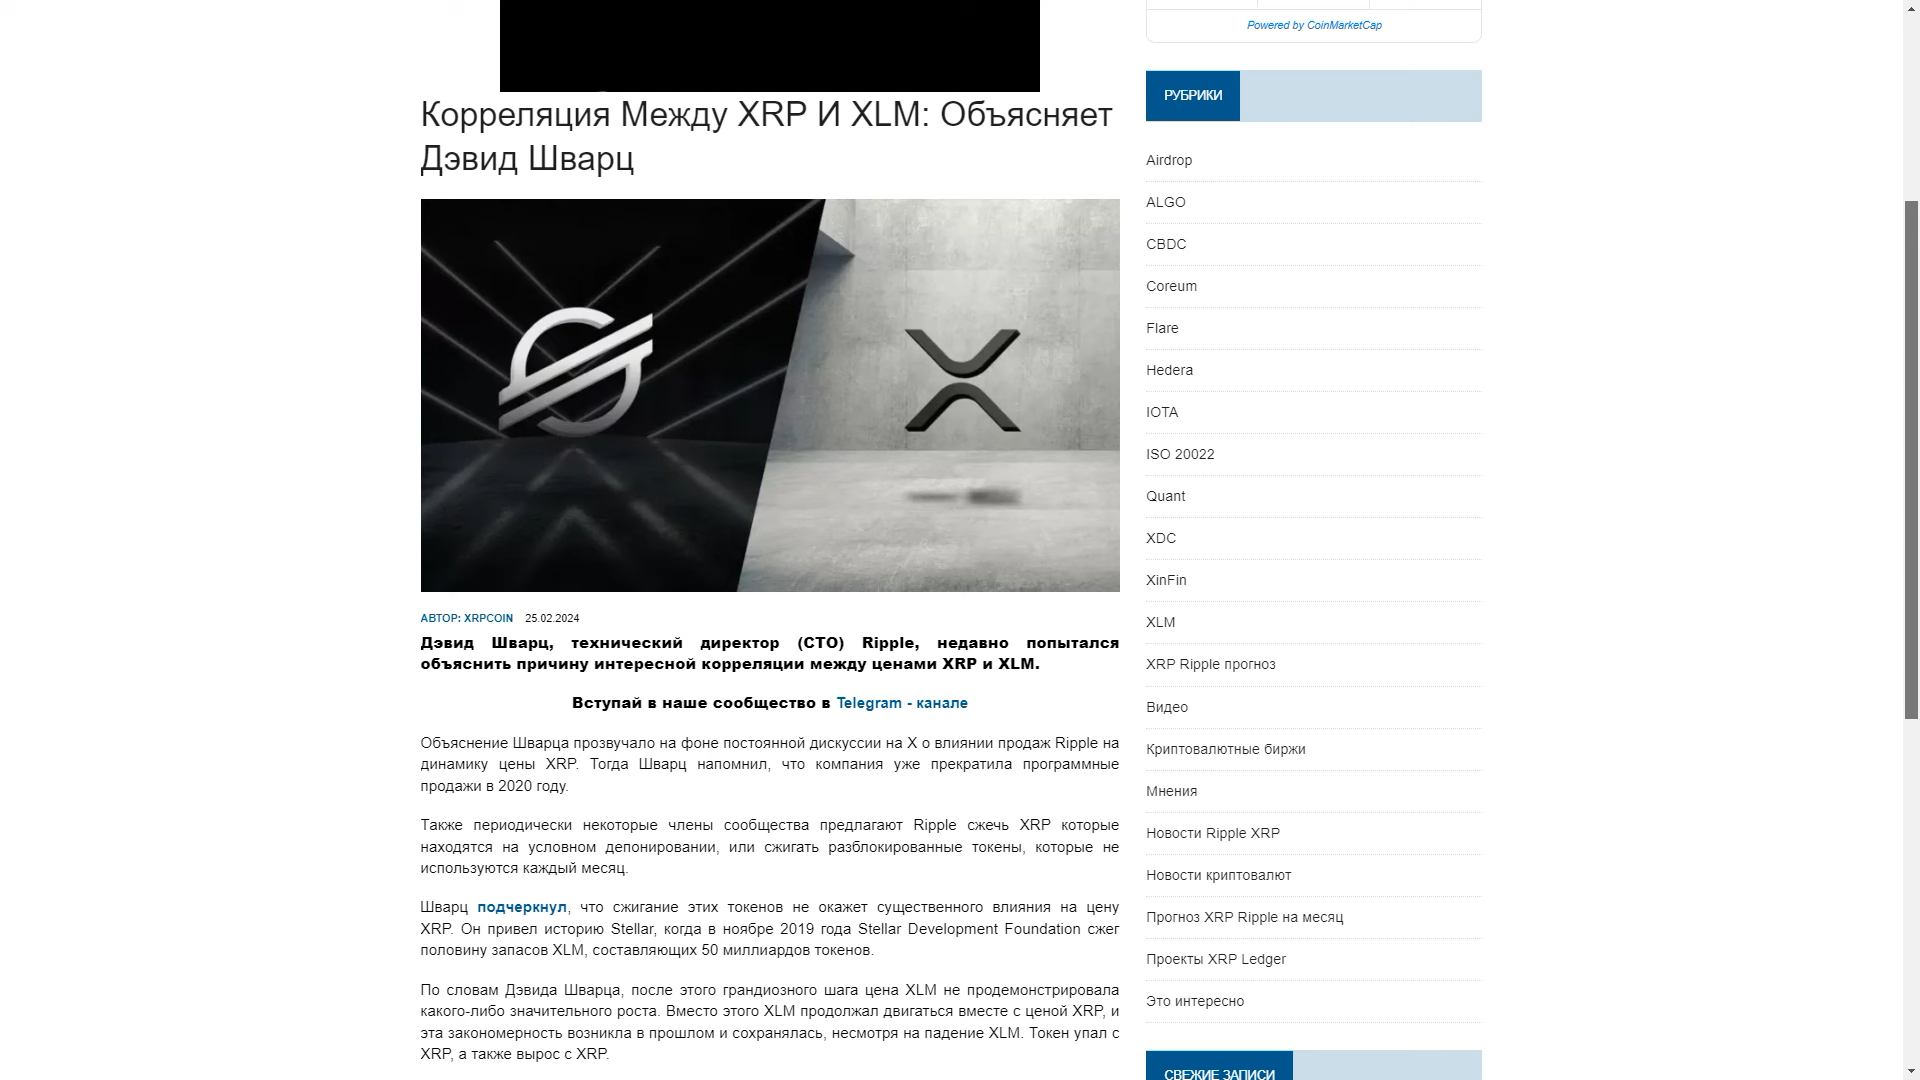 Powered by CoinMarketCap
Корреляция Между XRP И XLM: Объясняет
Дэвид Шварц
АВТОР: XRPCOIN 25.02.2024
Дэвид Шварц, технический директор (CTO) Ripple, недавно попытался
объяснить причину интересной корреляции между ценами XRP и XLM.
Вступай в наше сообщество в Telegram - канале
Объяснение Шварца прозвучало на фоне постоянной дискуссии на X о влиянии продаж Ripple на
динамику цены XRP. Тогда Шварц напомнил, что компания уже прекратила программные
продажи в 2020 году.
Также периодически некоторые члены сообщества предлагают Ripple сжечь XRP которые
находятся на условном депонировании, или сжигать разблокированные токены, которые не
используются каждый месяц.
Шварц подчеркнул, что сжигание этих токенов не окажет существенного влияния на цену
XRP. Он привел историю Stellar, когда в ноябре 2019 года Stellar Development Foundation сжег
половину запасов XLM, составляющих 50 миллиардов токенов.
По словам Дэвида Шварца, после этого грандиозного шага цена XLM не продемонстрировала
какого-либо значительного роста. Вместо этого XLM продолжал двигаться вместе с ценой XRP, и
эта закономерность возникла в прошлом и сохранялась, несмотря на падение XLM. Токен упал с
XRP, а также вырос с XRP.
РУБРИКИ
Airdrop
ALGO
CBDC
Coreum
Flare
Hedera
IOTA
ISO 20022
Quant
XDC
XinFin
XLM
XRP Ripple прогноз
Видео
Криптовалютные биржи
Мнения
Новости Ripple XRP
Новости криптовалют
Прогноз XRP Ripple на месяц
Проекты XRP Ledger
Это интересно
СВЕЖИЕ ЗАПИСИ